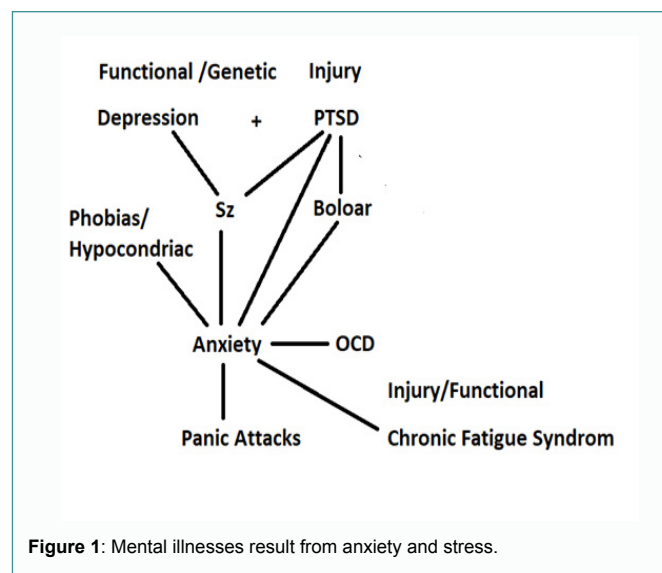 Functional /Genetic Injury
Depression + PTSD
Sz Boloar
Phobias/
Hypocondriac
Anxiety OCD
Injury/Functional
Panic Attacks Chronic Fatigue Syndrom
Figure 1: Mental illnesses result from anxiety and stress.